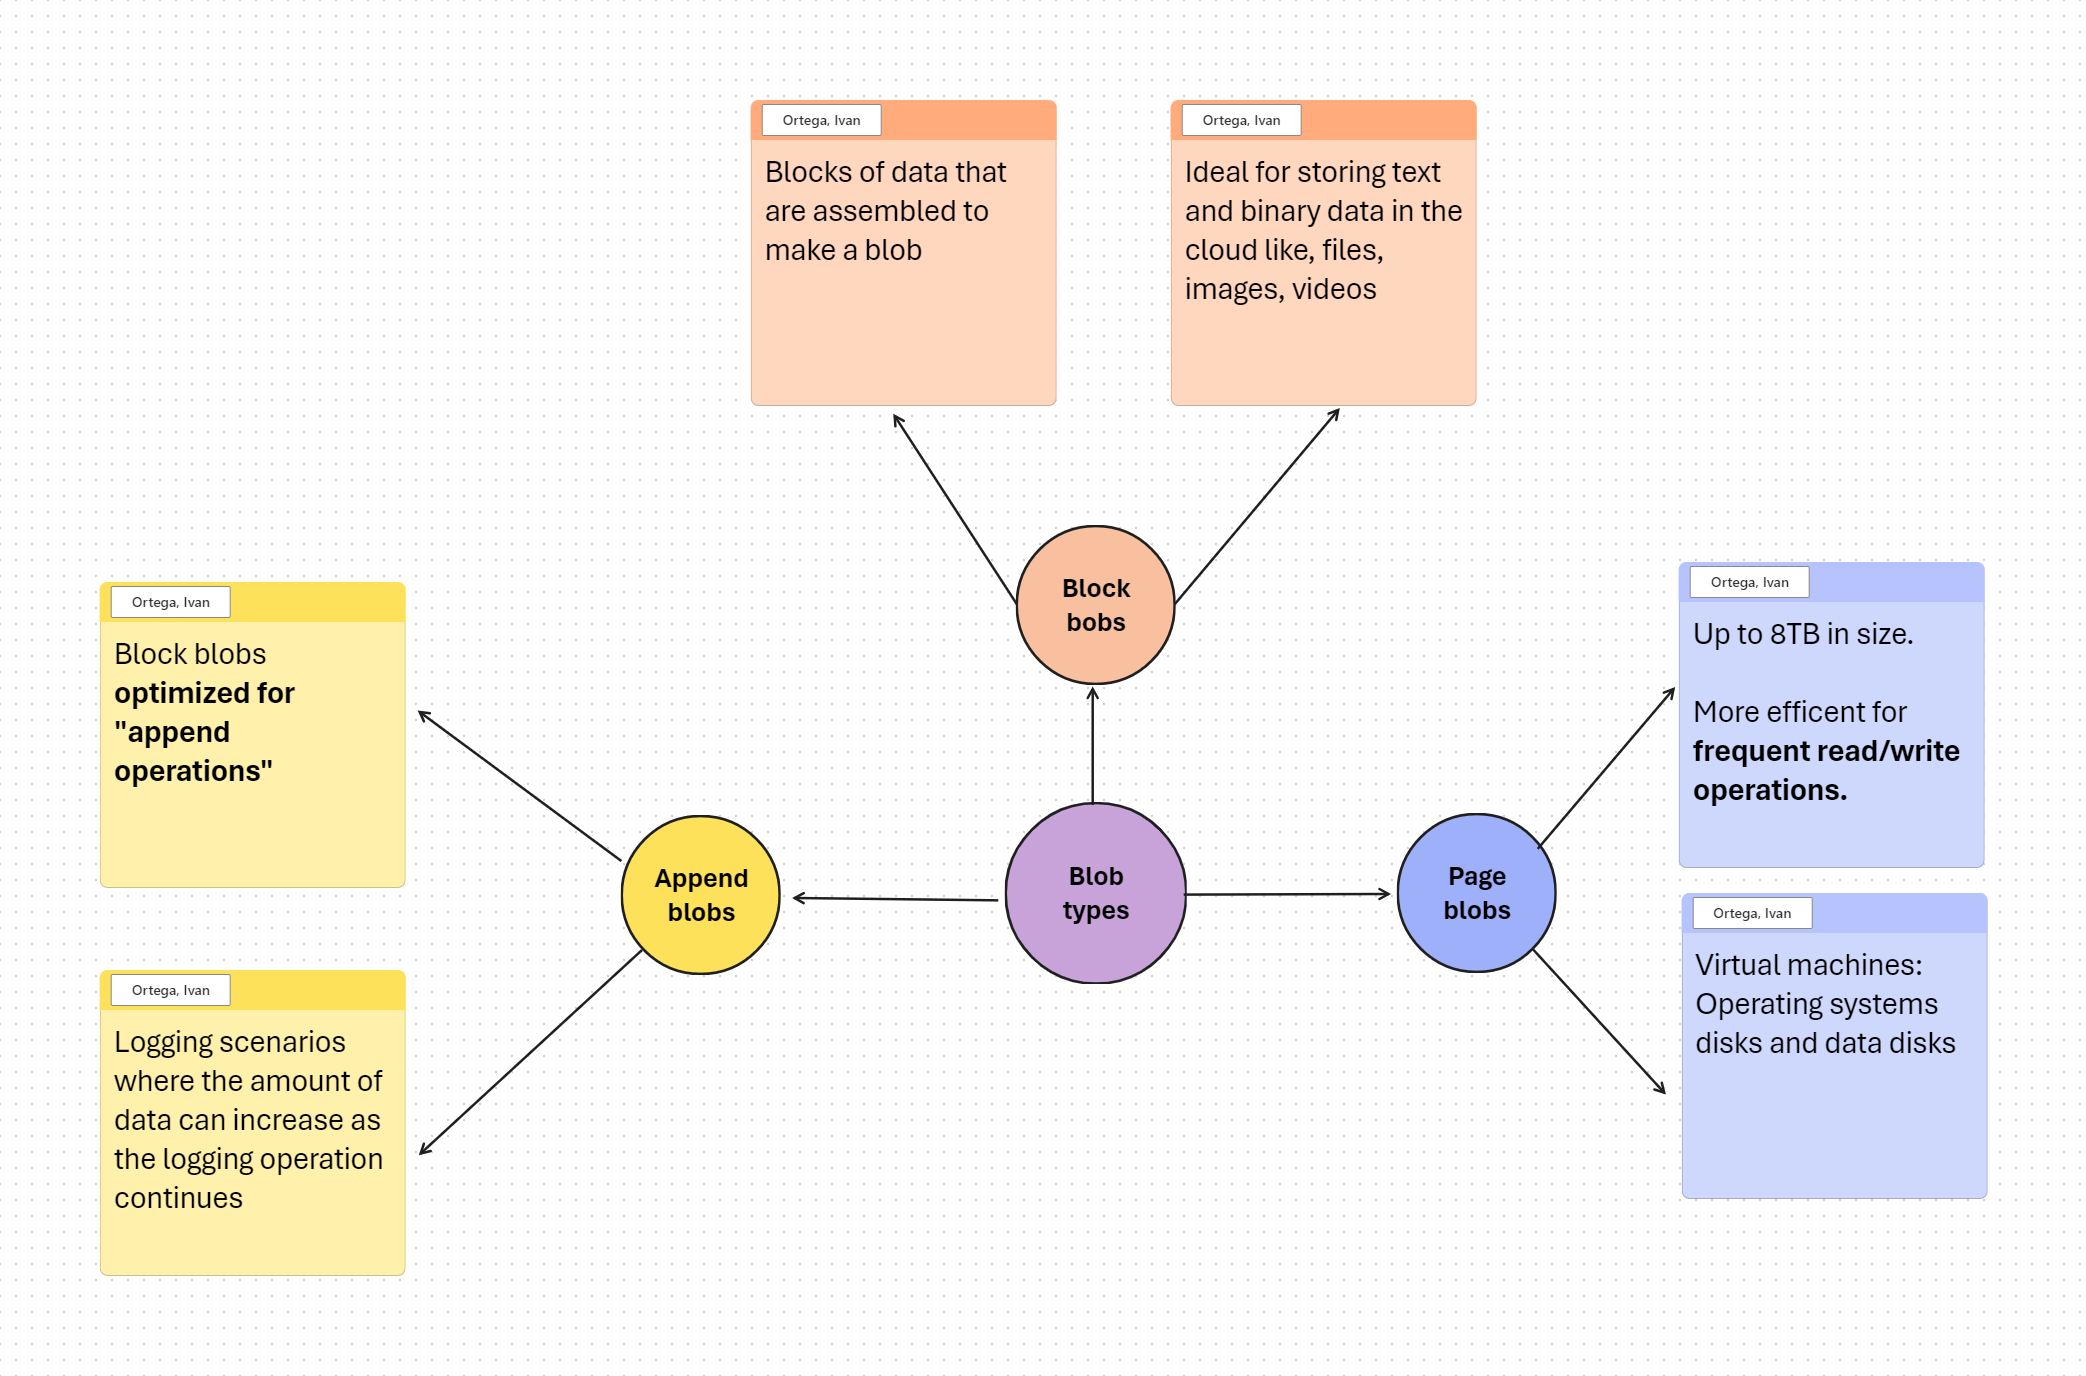 Ortega, Ivan
Blocks of data that
are assembled to
make a blob
Ortega, Ivan
Ideal for storing text
and binary data in the
cloud like, files,
images, videos
Block
bobs
Ortega, Ivan
Block blobs
optimized for
"append
operations"
Ortega, Ivan
Up to 8TB in size.
More efficent for
frequent read/write
operations.
Append
blobs
Blob
types
Page
blobs
Ortega, Ivan
Logging scenarios
where the amount of
data can increase as
the logging operation
continues
Ortega, Ivan
Virtual machines:
Operating systems
disks and data disks